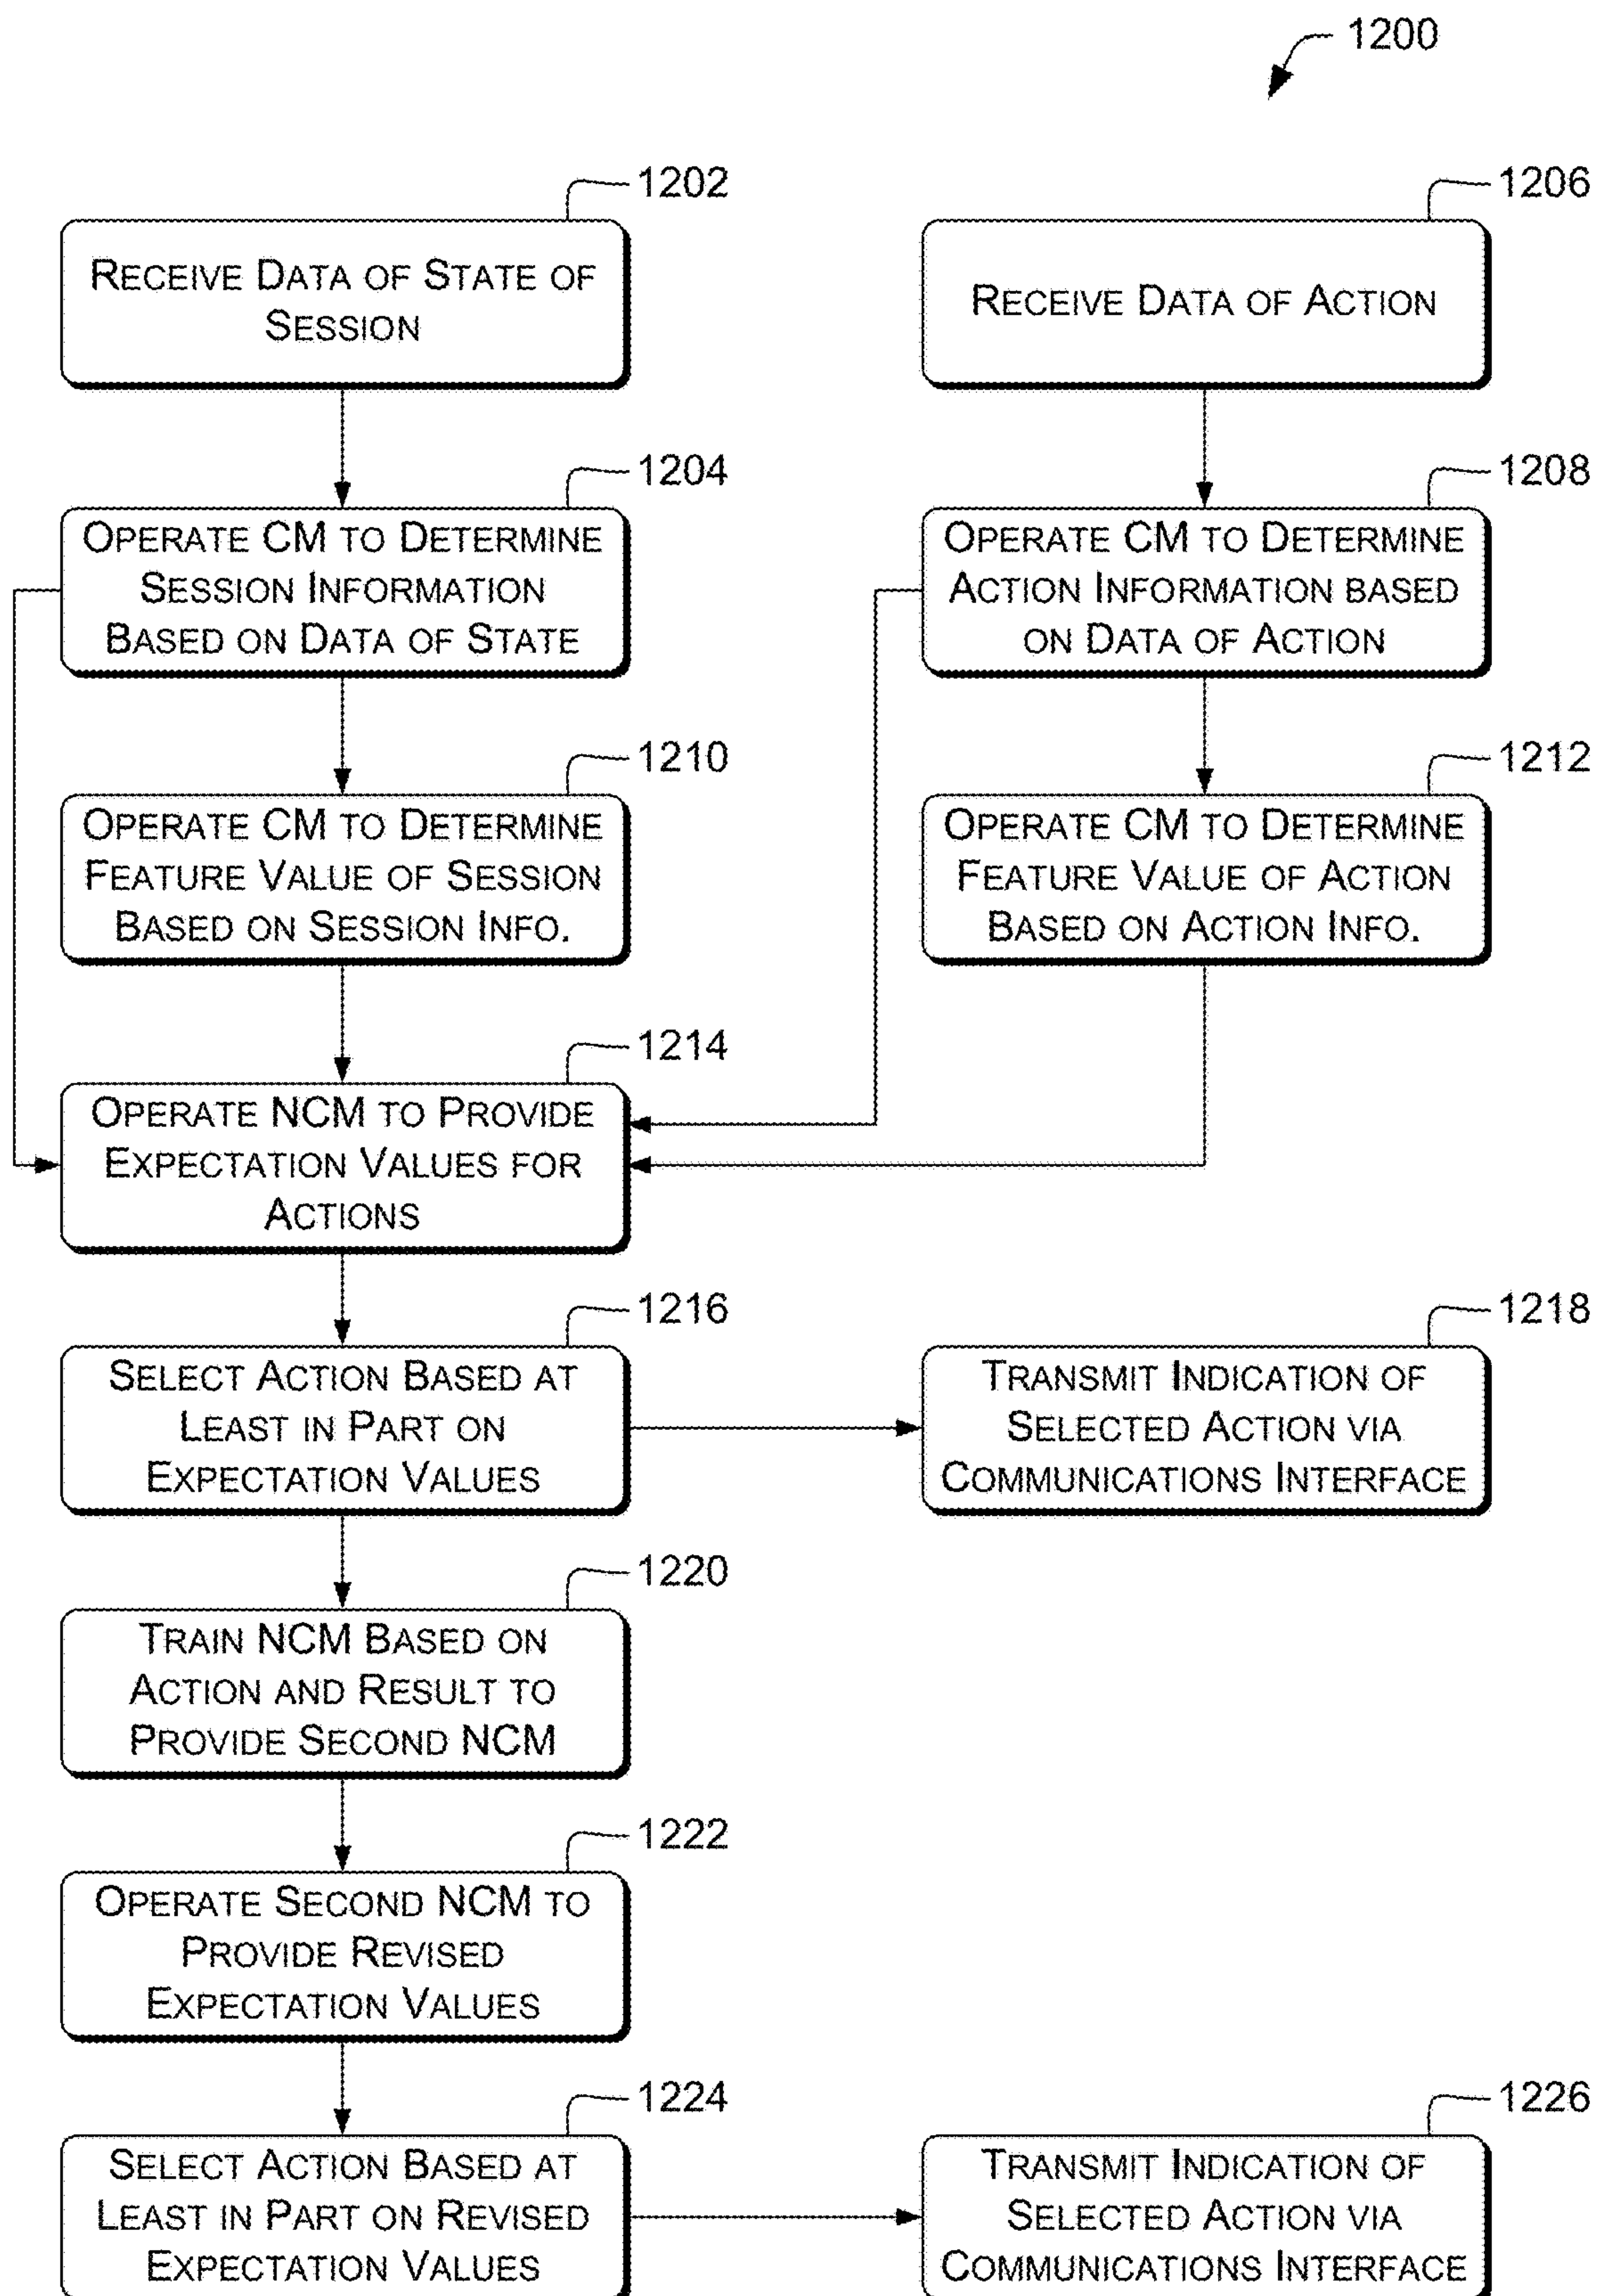 1200
1202
RECEIVE DATA OF STATE OF
SESSION
1206
RECEIVE DATA OF ACTION
1204
OPERATE CM TO DETERMINE
SESSION INFORMATION
BASED ON DATA OF STATE
1208
OPERATE CM TO DETERMINE
ACTION INFORMATION BASED
ON DATA OF ACTION
1210
OPERATE CM TO DETERMINE
FEATURE VALUE OF SESSION
BASED ON SESSION INFO.
1212
OPERATE CM TO DETERMINE
FEATURE VALUE OF ACTION
BASED ON ACTION INFO.
1214
OPERATE NCM TO PROVIDE
EXPECTATION VALUES FOR
ACTIONS
1216
SELECT ACTION BASED AT
LEAST IN PART ON
EXPECTATION VALUES
1218
TRANSMIT INDICATION OF
SELECTED ACTION VIA
COMMUNICATIONS INTERFACE
1220
TRAIN NCM BASED ON
ACTION AND RESULT TO
PROVIDE SECOND NCM
1222
OPERATE SECOND NCM TO
PROVIDE REVISED
EXPECTATION VALUES
1224
SELECT ACTION BASED AT
LEAST IN PART ON REVISED
EXPECTATION VALUES
1226
TRANSMIT INDICATION OF
SELECTED ACTION VIA
COMMUNICATIONS INTERFACE